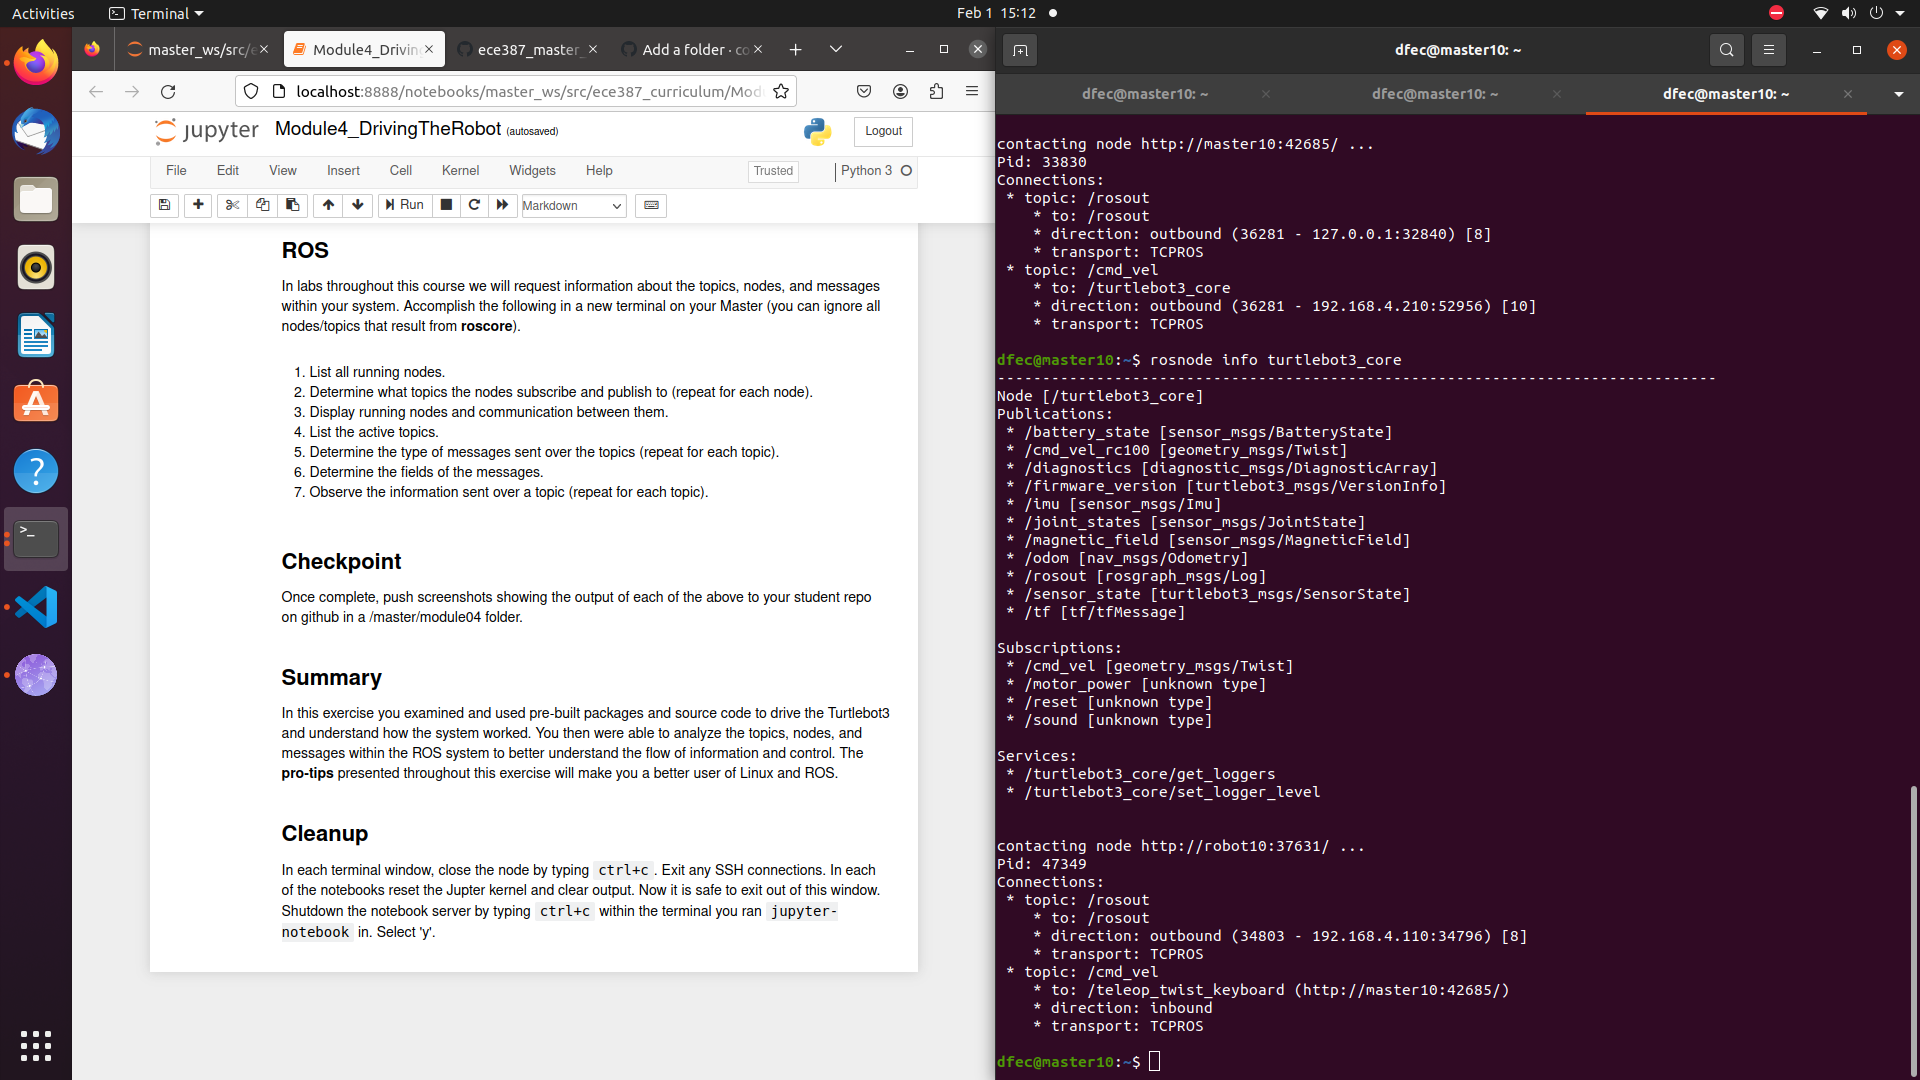 Activities
Terminal
Feb 1 15:12
master_ws/src/e
Module4_Drivin
ece387_master_
Add a folder · co
localhost:8888/notebooks/master_ws/src/ece387_curriculum/Mod
jupyter
Module4_DrivingTheRobot (autosaved)
Logout
File
Edit
View
Insert
Cell
Kernel
Widgets
Help
Trusted
Python 3
Run
Markdown
ROS
In labs throughout this course we will request information about the topics, nodes, and messages
within your system. Accomplish the following in a new terminal on your Master (you can ignore all
nodes/topics that result from roscore).
1. List all running nodes.
2. Determine what topics the nodes subscribe and publish to (repeat for each node).
3. Display running nodes and communication between them.
4. List the active topics.
5. Determine the type of messages sent over the topics (repeat for each topic).
6. Determine the fields of the messages.
7. Observe the information sent over a topic (repeat for each topic).
Checkpoint
Once complete, push screenshots showing the output of each of the above to your student repo
on github in a /master/module04 folder.
Summary
In this exercise you examined and used pre-built packages and source code to drive the Turtlebot3
and understand how the system worked. You then were able to analyze the topics, nodes, and
messages within the ROS system to better understand the flow of information and control. The
pro-tips presented throughout this exercise will make you a better user of Linux and ROS.
Cleanup
In each terminal window, close the node by typing ctrl+c . Exit any SSH connections. In each
of the notebooks reset the Jupter kernel and clear output. Now it is safe to exit out of this window.
Shutdown the notebook server by typing ctrl+c within the terminal you ran jupyter-
notebook in. Select 'y'.
dfec@master10: ~
dfec@master10: ~
dfec@master10: ~
dfec@master10: ~
contacting node http://master10:42685/ ...
Pid: 33830
Connections:
* topic: /rosout
* to: /rosout
* direction: outbound (36281 - 127.0.0.1:32840) [8]
* transport: TCPROS
* topic: /cmd_vel
* to: /turtlebot3_core
* direction: outbound (36281 - 192.168.4.210:52956) [10]
* transport: TCPROS
dfec@master10:~$ rosnode info turtlebot3_core
--------------------------------------------------------------------------------
Node [/turtlebot3_core]
Publications:
* /battery_state [sensor_msgs/BatteryState]
* /cmd_vel_rc100 [geometry_msgs/Twist]
* /diagnostics [diagnostic_msgs/DiagnosticArray]
* /firmware_version [turtlebot3_msgs/VersionInfo]
* /imu [sensor_msgs/Imu]
* /joint_states [sensor_msgs/JointState]
* /magnetic_field [sensor_msgs/MagneticField]
* /odom [nav_msgs/Odometry]
* /rosout [rosgraph_msgs/Log]
* /sensor_state [turtlebot3_msgs/SensorState]
* /tf [tf/tfMessage]
Subscriptions:
* /cmd_vel [geometry_msgs/Twist]
* /motor_power [unknown type]
* /reset [unknown type]
* /sound [unknown type]
Services:
* /turtlebot3_core/get_loggers
* /turtlebot3_core/set_logger_level
contacting node http://robot10:37631/ ...
Pid: 47349
Connections:
* topic: /rosout
* to: /rosout
* direction: outbound (34803 - 192.168.4.110:34796) [8]
* transport: TCPROS
* topic: /cmd_vel
* to: /teleop_twist_keyboard (http://master10:42685/)
* direction: inbound
* transport: TCPROS
dfec@master10:~$